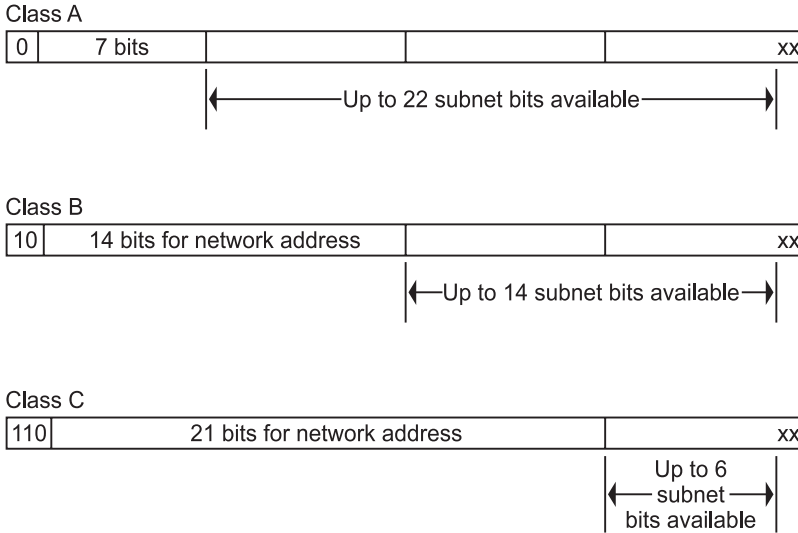 Class A
0 7 bits xx
Up to 22 subnet bits available
Class B
10 14 bits for network address xx
Up to 14 subnet bits available
Class C
110 21 bits for network address xx
Up to 6
subnet
bits available